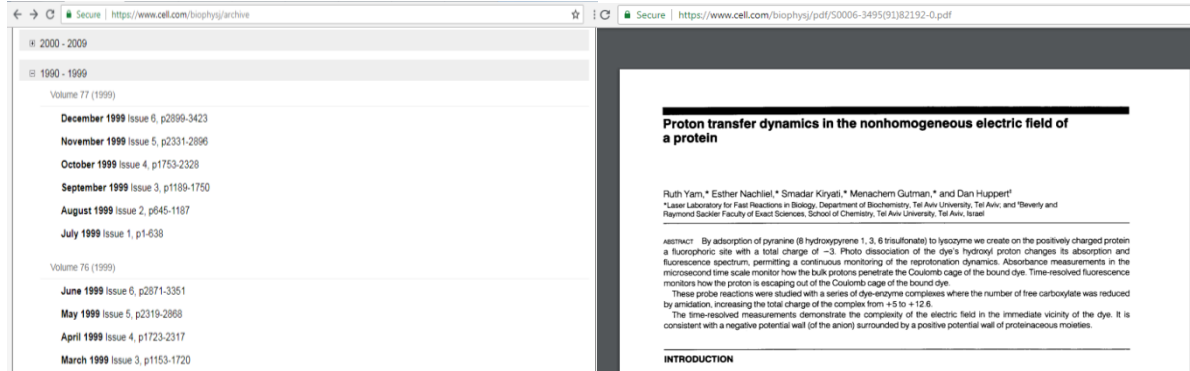 Secure | https://www.cell.com/biophysj/archive
2000 - 2009
1990 - 1999
Volume 77 (1999)
December 1999 Issue 6, p2899-3423
November 1999 Issue 5, p2331-2896
October 1999 Issue 4, p1753-2328
September 1999 Issue 3, p1189-1750
August 1999 Issue 2, p645-1187
July 1999 Issue 1, p1-638
Volume 76 (1999)
June 1999 Issue 6, p2871-3351
May 1999 Issue 5, p2319-2868
April 1999 Issue 4, p1723-2317
March 1999 Issue 3, p1153-1720
Secure | https://www.cell.com/biophysj/pdf/S0006-3495(91)82192-0.pdf
Proton transfer dynamics in the nonhomogeneous electric field of
a protein
Ruth Yam,* Esther Nachliel,* Smadar Kiryati,* Menachem Gutman,* and Dan Huppert‡
*Laser Laboratory for Fast Reactions in Biology, Department of Biochemistry, Tel Aviv University, Tel Aviv; and ‡Beverly and
Raymond Sackler Faculty of Exact Sciences, School of Chemistry, Tel Aviv University, Tel Aviv, Israel
ABSTRACT By adsorption of pyranine (8 hydroxypyrene 1, 3, 6 trisulfonate) to lysozyme we create on the positively charged protein
a fluorophoric site with a total charge of −3. Photo dissociation of the dye's hydroxyl proton changes its absorption and
fluorescence spectrum, permitting a continuous monitoring of the reprotonation dynamics. Absorbance measurements in the
microsecond time scale monitor how the bulk protons penetrate the Coulomb cage of the bound dye. Time-resolved fluorescence
monitors how the proton is escaping out of the Coulomb cage of the bound dye.
These probe reactions were studied with a series of dye-enzyme complexes where the number of free carboxylate was reduced
by amidation, increasing the total charge of the complex from +5 to +12.6.
The time-resolved measurements demonstrate the complexity of the electric field in the immediate vicinity of the dye. It is
consistent with a negative potential wall (of the anion) surrounded by a positive potential wall of proteinaceous moieties.
INTRODUCTION